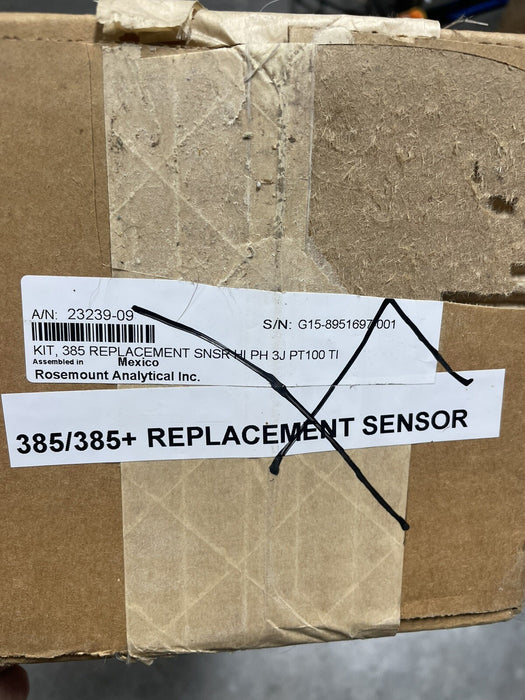 A/N: 23239-09
S/N: G15-8951697-001
KIT, 385 REPLACEMENT SNSR HI PH 3J PT100 TI
Assembled in Mexico
Rosemount Analytical Inc.
385/385+ REPLACEMENT SENSOR